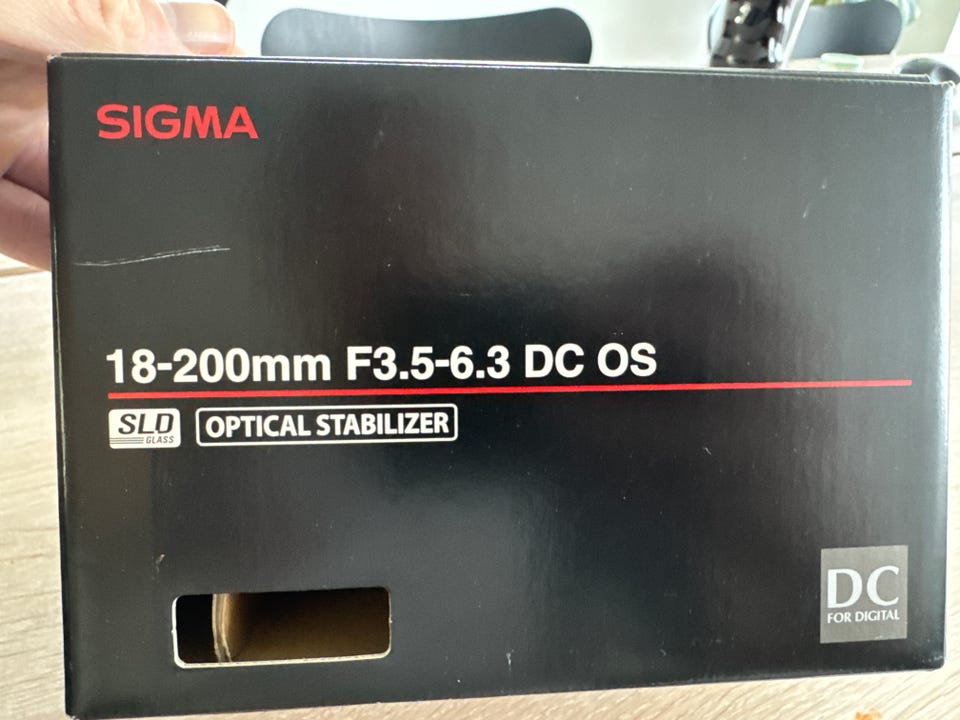 SIGMA
18-200mm F3.5-6.3 DC OS
SLD GLASS OPTICAL STABILIZER
DC
FOR DIGITAL